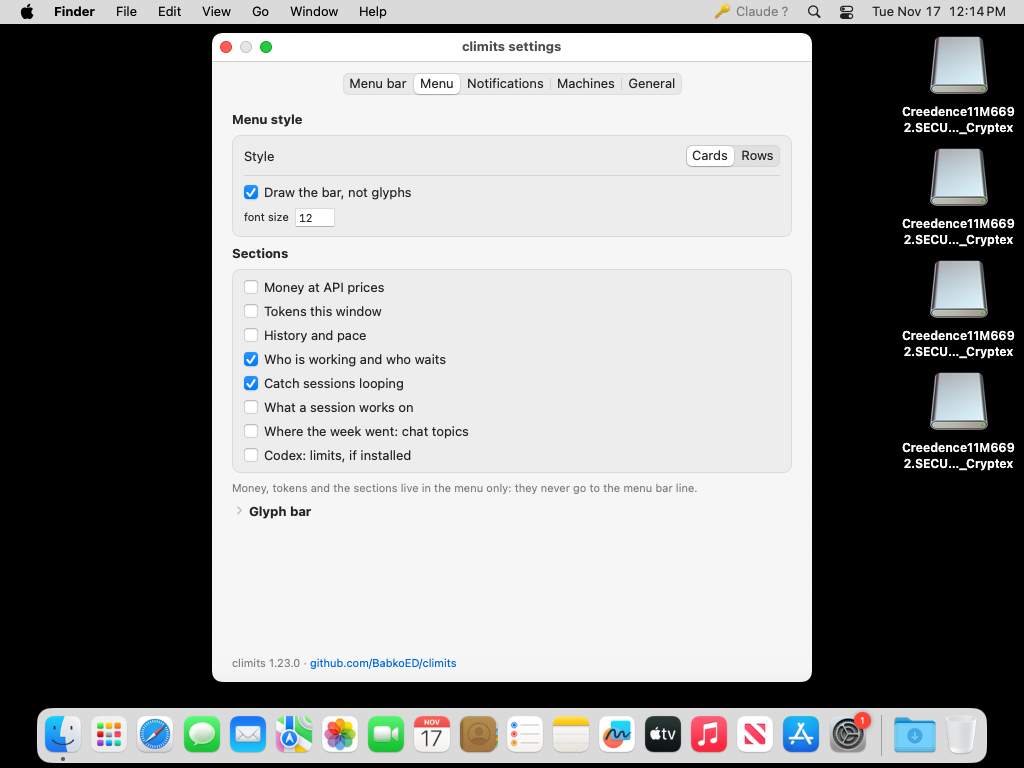 Finder File Edit View Go Window Help Claude ? Tue Nov 17 12:14 PM
climits settings
Menu bar Menu Notifications Machines General
Menu style
Style Cards Rows
Draw the bar, not glyphs
font size 12
Sections
Money at API prices
Tokens this window
History and pace
Who is working and who waits
Catch sessions looping
What a session works on
Where the week went: chat topics
Codex: limits, if installed
Money, tokens and the sections live in the menu only: they never go to the menu bar line.
Glyph bar
climits 1.23.0 · github.com/BabkoED/climits
Creedence11M669
2.SECU..._Cryptex
Creedence11M669
2.SECU..._Cryptex
Creedence11M669
2.SECU..._Cryptex
Creedence11M669
2.SECU..._Cryptex
NOV
17
tv
1